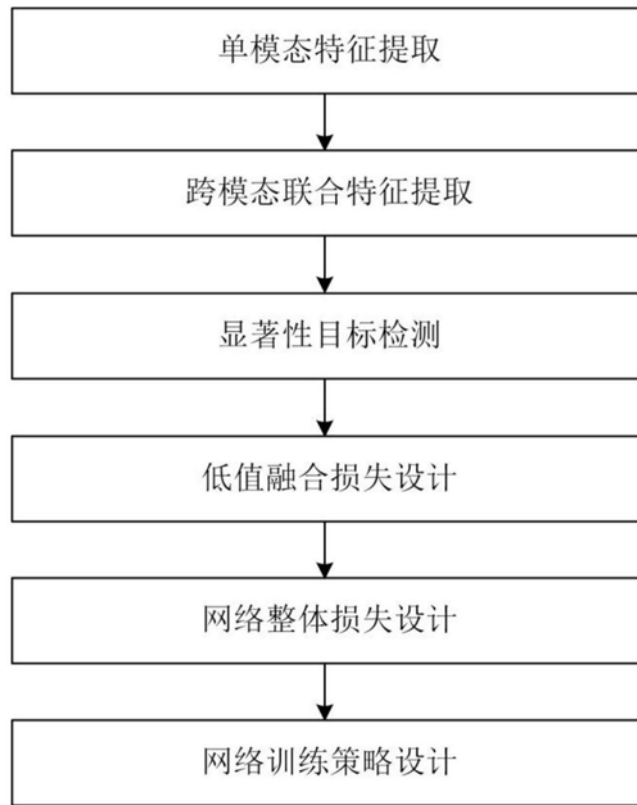 单模态特征提取
跨模态联合特征提取
显著性目标检测
低值融合损失设计
网络整体损失设计
网络训练策略设计